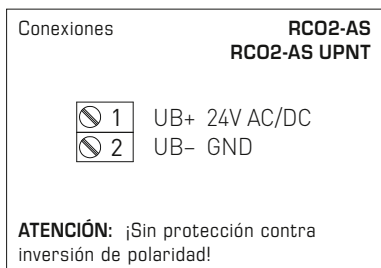 Conexiones RCO2-AS
RCO2-AS UPNT
1 UB+ 24V AC/DC
2 UB– GND
ATENCIÓN: ¡Sin protección contra
inversión de polaridad!